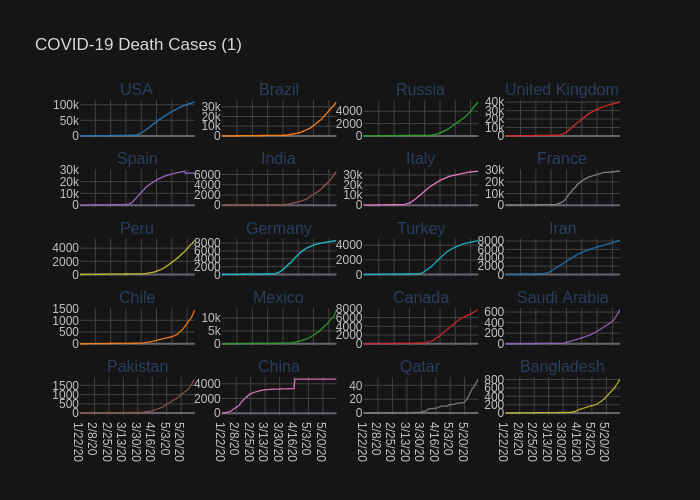 COVID-19 Death Cases (1)
USA Brazil Russia United Kingdom
100k 50k 0
30k 20k 10k 0
4000 2000 0
40k 30k 20k 10k 0
Spain India Italy France
30k 20k 10k 0
6000 4000 2000 0
30k 20k 10k 0
30k 20k 10k 0
Peru Germany Turkey Iran
4000 2000 0
8000 6000 4000 2000 0
4000 2000 0
8000 6000 4000 2000 0
Chile Mexico Canada Saudi Arabia
1500 1000 500 0
10k 5k 0
8000 6000 4000 2000 0
600 400 200 0
Pakistan China Qatar Bangladesh
1500 1000 500 0
4000 2000 0
40 20 0
800 600 400 200 0
1/22/20 2/8/20 2/25/20 3/13/20 3/30/20 4/16/20 5/3/20 5/20/20
1/22/20 2/8/20 2/25/20 3/13/20 3/30/20 4/16/20 5/3/20 5/20/20
1/22/20 2/8/20 2/25/20 3/13/20 3/30/20 4/16/20 5/3/20 5/20/20
1/22/20 2/8/20 2/25/20 3/13/20 3/30/20 4/16/20 5/3/20 5/20/20